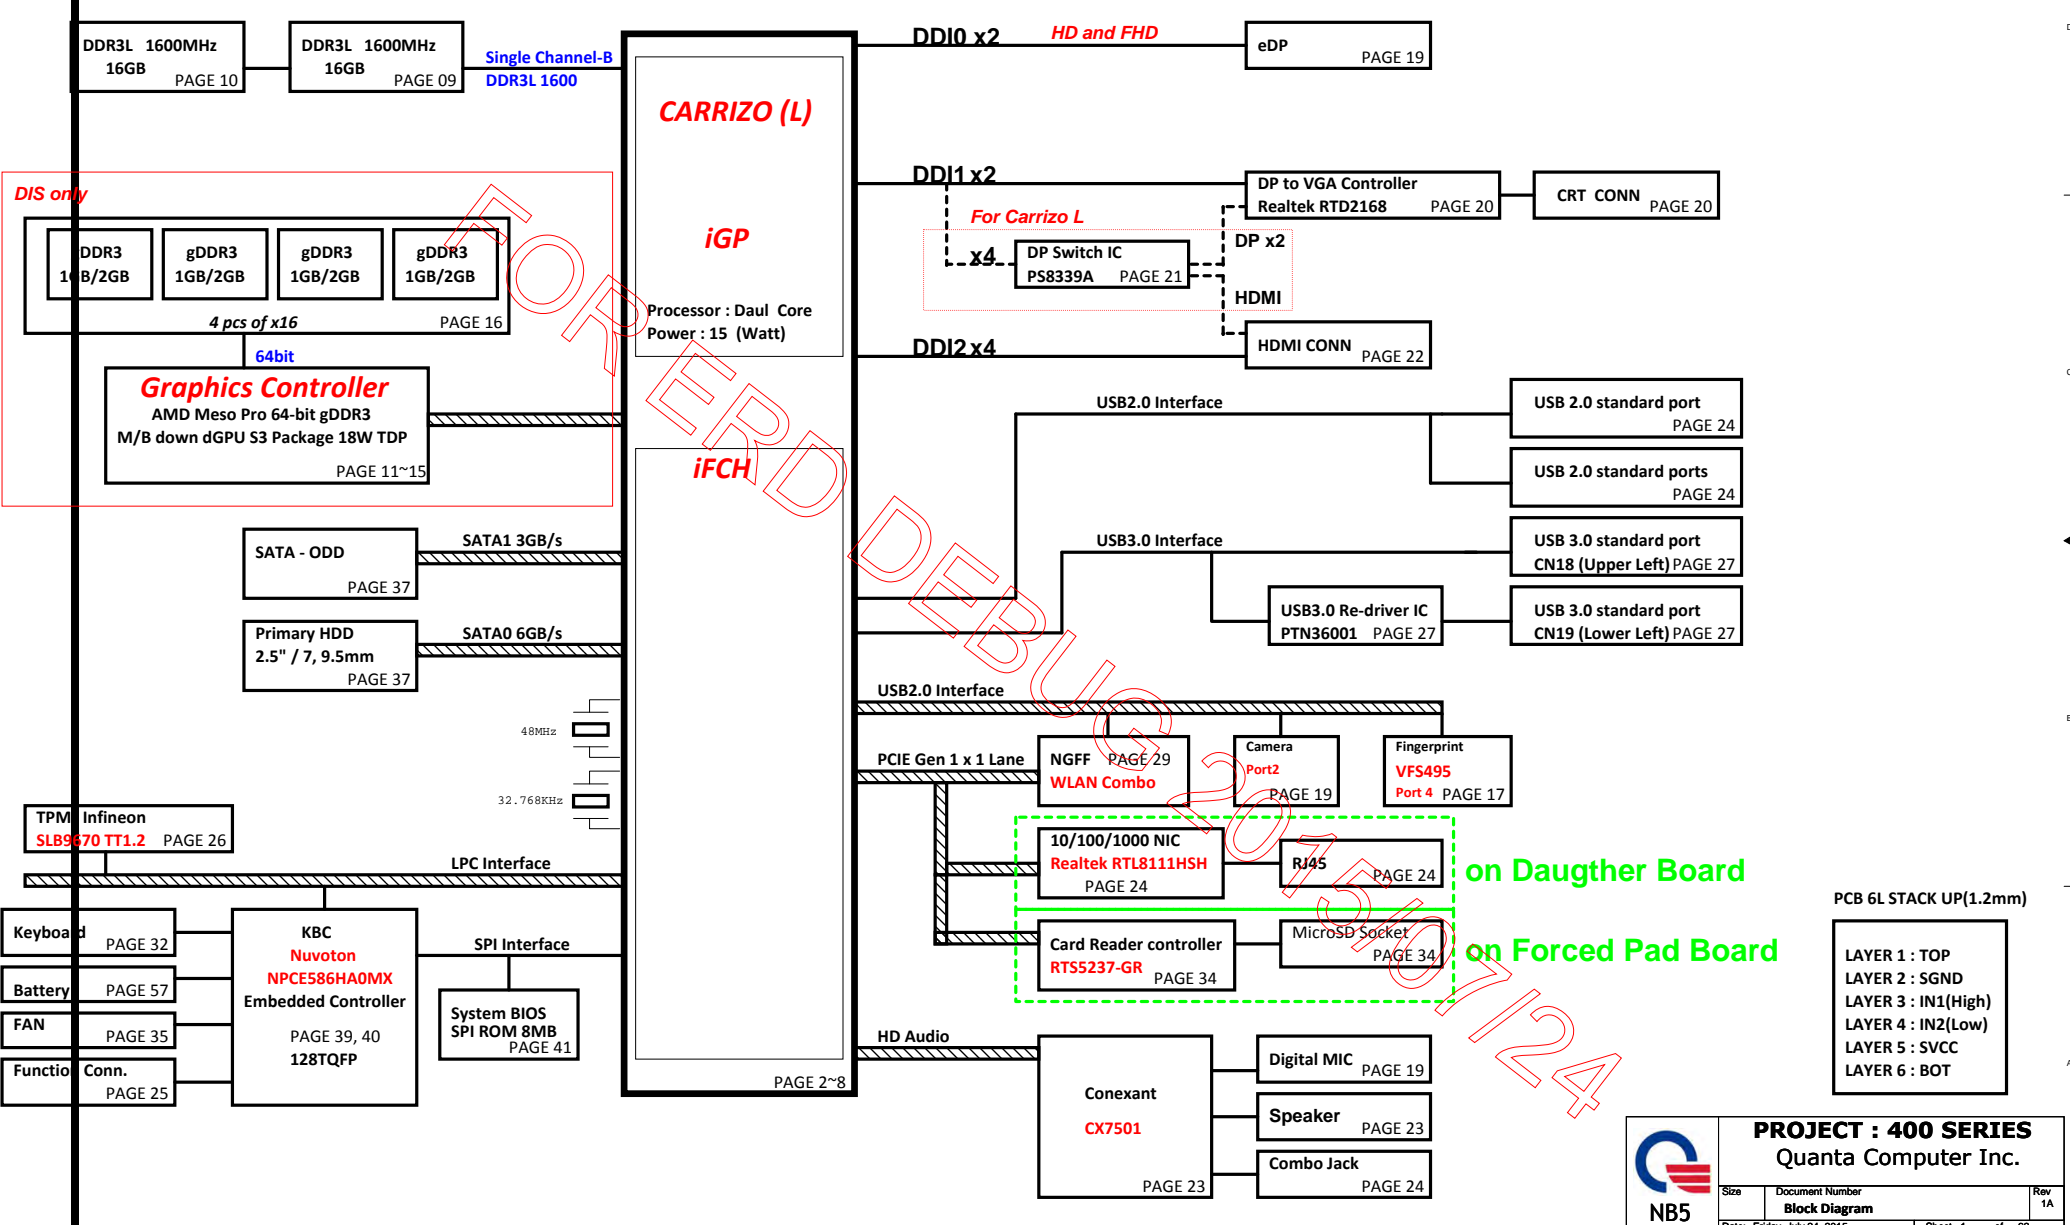 DDR3L 1600MHz
16GB
PAGE 10
DDR3L 1600MHz
16GB
PAGE 09
Single Channel-B
DDR3L 1600
CARRIZO (L)
iGP
Processor : Daul Core
Power : 15 (Watt)
iFCH
PAGE 2~8
DDI0 x2
HD and FHD
eDP
PAGE 19
DDI1 x2
DP to VGA Controller
Realtek RTD2168
PAGE 20
CRT CONN
PAGE 20
For Carrizo L
x4
DP Switch IC
PS8339A
PAGE 21
DP x2
HDMI
DDI2 x4
HDMI CONN
PAGE 22
DIS only
gDDR3
1GB/2GB
gDDR3
1GB/2GB
gDDR3
1GB/2GB
gDDR3
1GB/2GB
4 pcs of x16
PAGE 16
64bit
Graphics Controller
AMD Meso Pro 64-bit gDDR3
M/B down dGPU S3 Package 18W TDP
PAGE 11~15
USB2.0 Interface
USB 2.0 standard port
PAGE 24
USB 2.0 standard ports
PAGE 24
USB3.0 Interface
USB 3.0 standard port
CN18 (Upper Left) PAGE 27
USB3.0 Re-driver IC
PTN36001 PAGE 27
USB 3.0 standard port
CN19 (Lower Left) PAGE 27
SATA - ODD
PAGE 37
SATA1 3GB/s
Primary HDD
2.5" / 7, 9.5mm
PAGE 37
SATA0 6GB/s
48MHz
32.768KHz
USB2.0 Interface
PCIE Gen 1 x 1 Lane
NGFF PAGE 29
WLAN Combo
Camera
Port2
PAGE 19
Fingerprint
VFS495
Port 4 PAGE 17
TPM Infineon
SLB9670 TT1.2 PAGE 26
LPC Interface
10/100/1000 NIC
Realtek RTL8111HSH
PAGE 24
RJ45
PAGE 24
on Daugther Board
Card Reader controller
RTS5237-GR
PAGE 34
MicroSD Socket
PAGE 34
on Forced Pad Board
Keyboard
PAGE 32
Battery
PAGE 57
FAN
PAGE 35
Function Conn.
PAGE 25
KBC
Nuvoton
NPCE586HA0MX
Embedded Controller
PAGE 39, 40
128TQFP
SPI Interface
System BIOS
SPI ROM 8MB
PAGE 41
HD Audio
Conexant
CX7501
PAGE 23
Digital MIC
PAGE 19
Speaker
PAGE 23
Combo Jack
PAGE 24
PCB 6L STACK UP(1.2mm)
LAYER 1 : TOP
LAYER 2 : SGND
LAYER 3 : IN1(High)
LAYER 4 : IN2(Low)
LAYER 5 : SVCC
LAYER 6 : BOT
FOR ERD DEBUG 2015/07/24
PROJECT : 400 SERIES
Quanta Computer Inc.
NB5
Size
Document Number
Block Diagram
Rev
1A